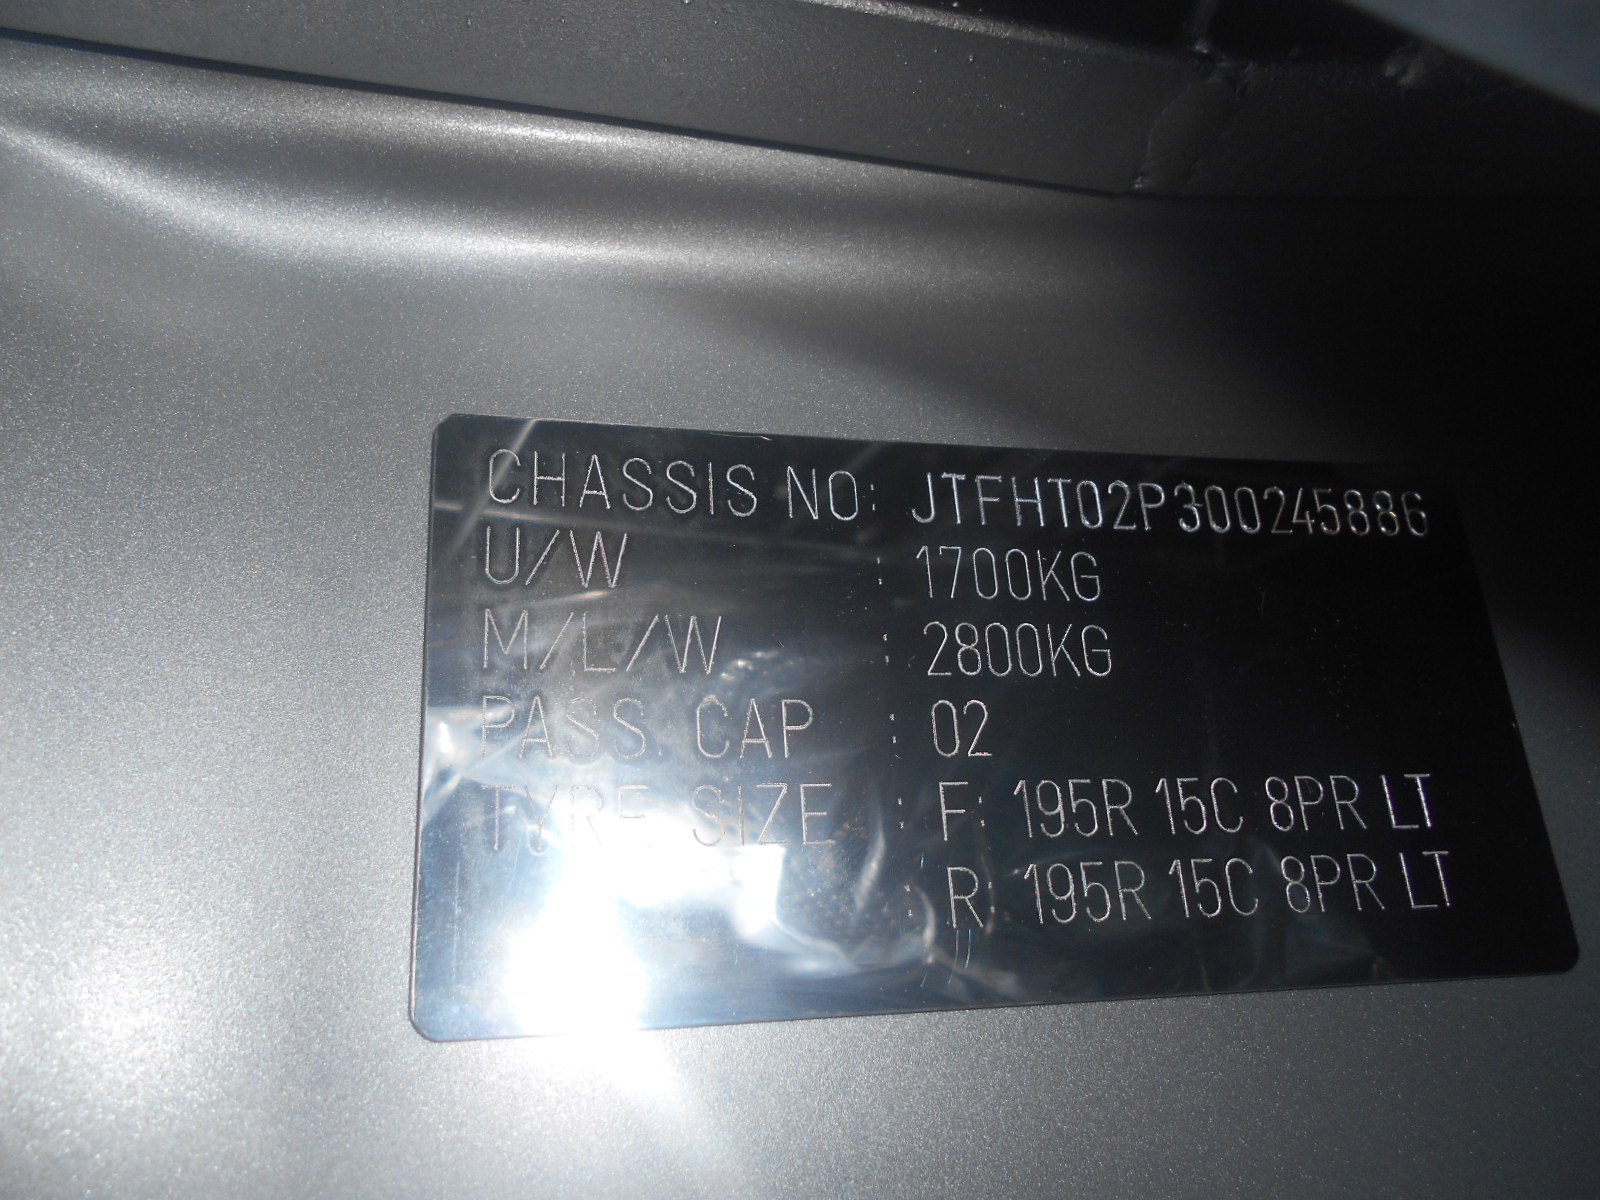 CHASSIS NO: JTFHT02P300245886
U/W : 1700KG
M/L/W : 2800KG
PASS. CAP : 02
TYRE SIZE : F: 195R 15C 8PR LT
: R: 195R 15C 8PR LT